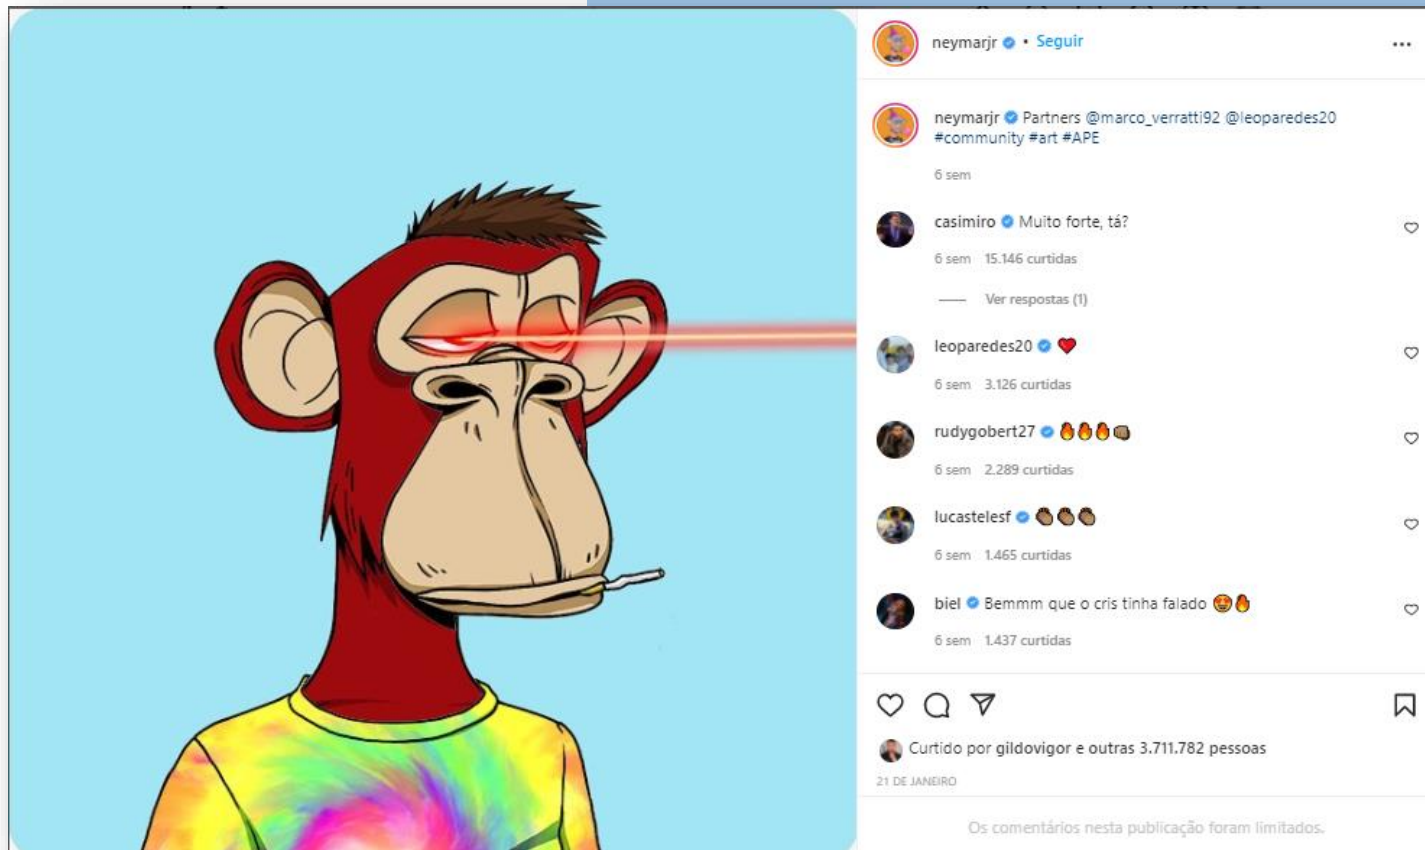 neymarjr • Seguir
neymarjr Partners @marco_verratti92 @leoparedes20
#community #art #APE
6 sem
casimiro Muito forte, tá?
6 sem 15.146 curtidas
Ver respostas (1)
leoparedes20 ❤️
6 sem 3.126 curtidas
rudygobert27 🔥🔥🔥👊🏽
6 sem 2.289 curtidas
lucastelesf 👏🏽👏🏽👏🏽
6 sem 1.465 curtidas
biel Bemmm que o cris tinha falado 😍🔥
6 sem 1.437 curtidas
Curtido por gildovigor e outras 3.711.782 pessoas
21 DE JANEIRO
Os comentários nesta publicação foram limitados.